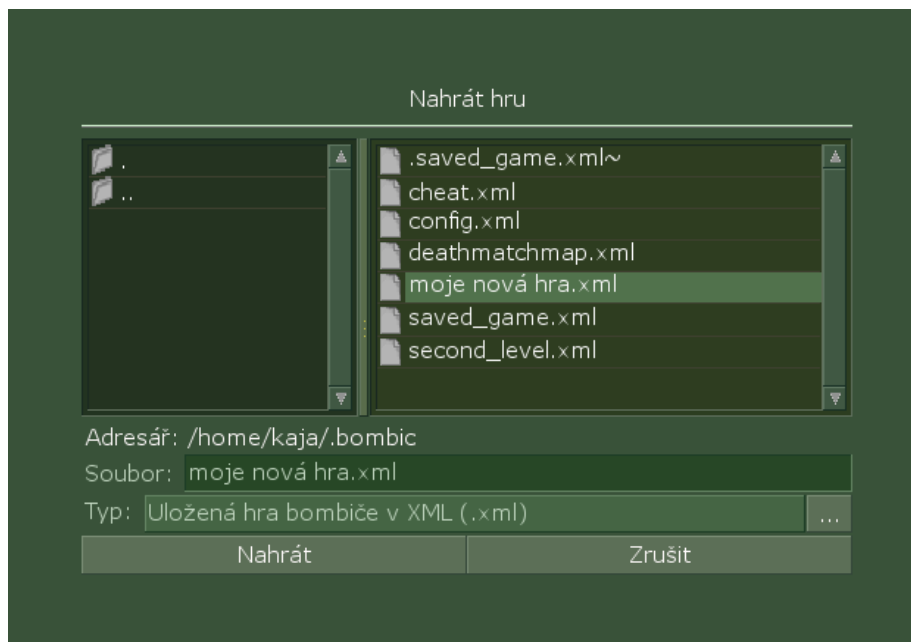 Nahrát hru
.
..
.saved_game.xml~
cheat.xml
config.xml
deathmatchmap.xml
moje nová hra.xml
saved_game.xml
second_level.xml
Adresář: /home/kaja/.bombic
Soubor: moje nová hra.xml
Typ: Uložená hra bombiče v XML (.xml) ...
Nahrát Zrušit